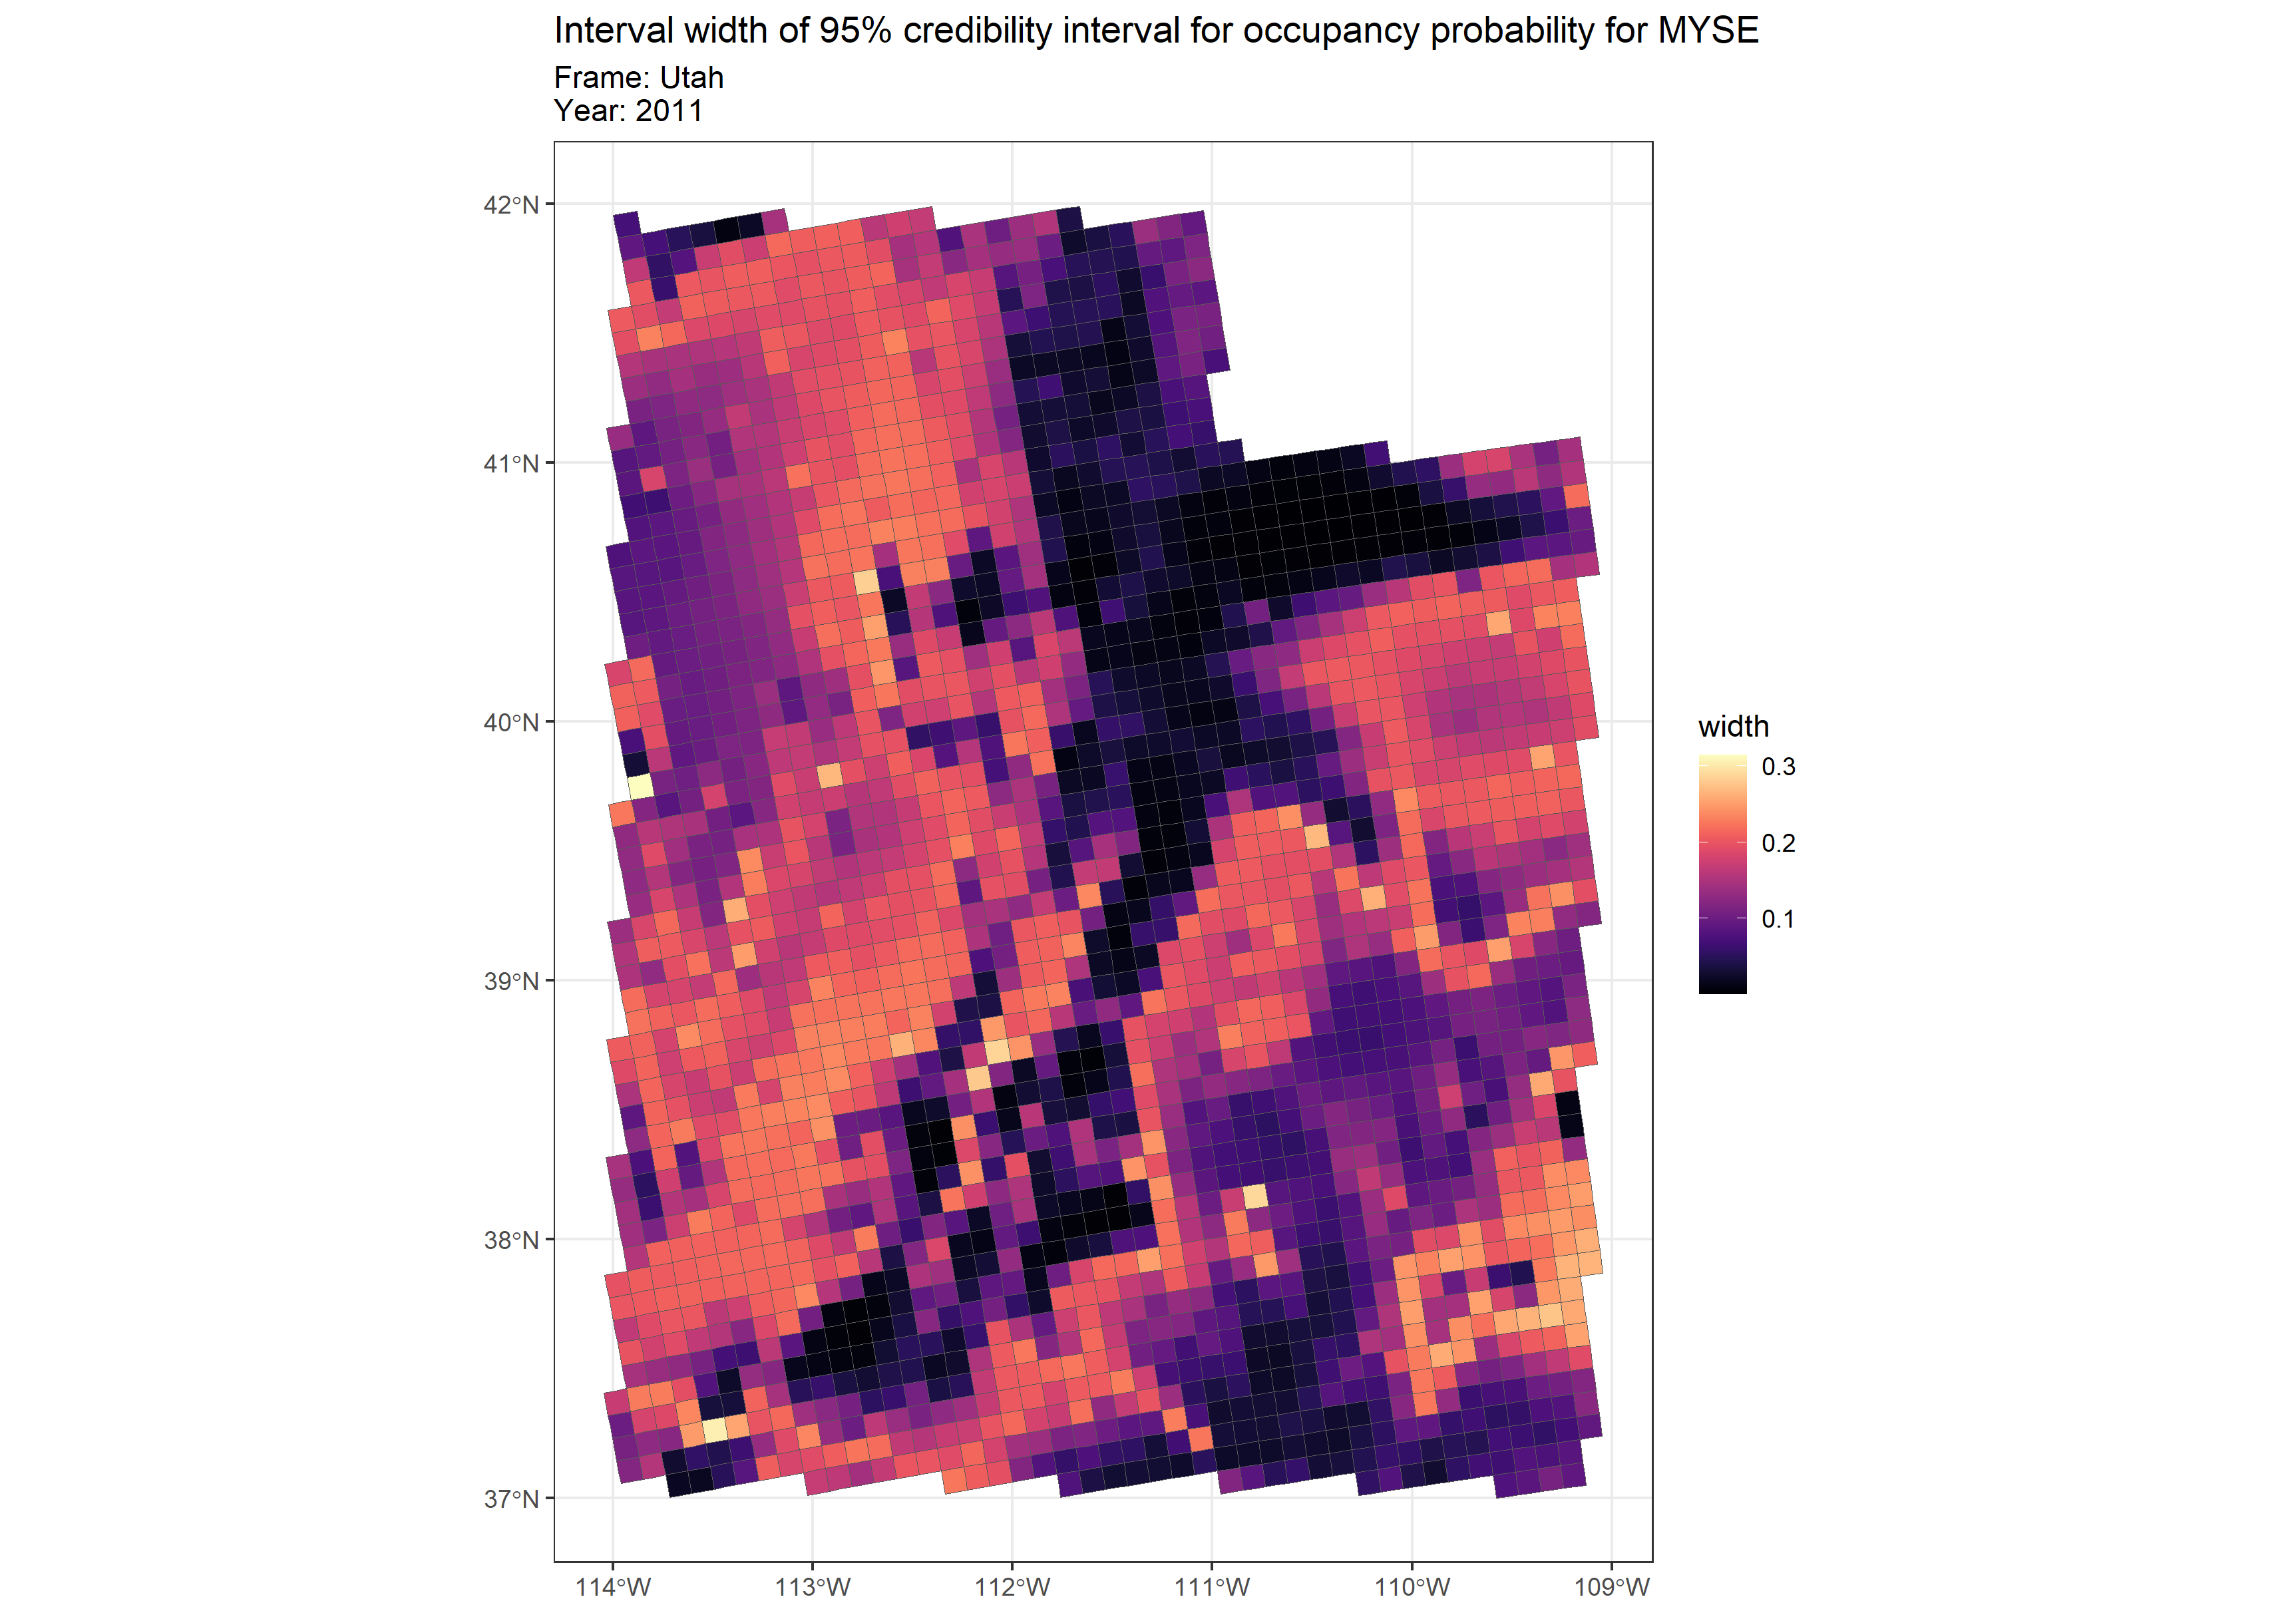 Interval width of 95% credibility interval for occupancy probability for MYSE
Frame: Utah
Year: 2011
42°N
41°N
40°N
39°N
38°N
37°N
114°W 113°W 112°W 111°W 110°W 109°W
width
0.3
0.2
0.1